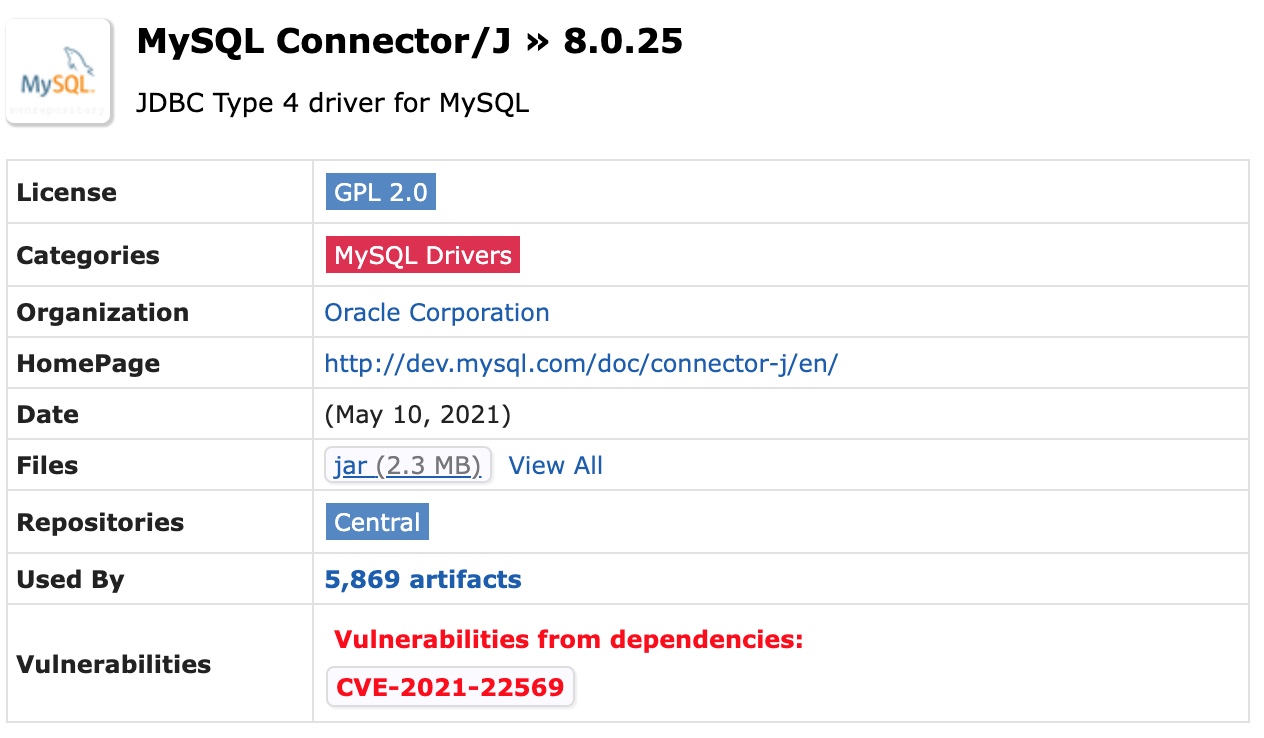 MySQL
mvnrepository
MySQL Connector/J » 8.0.25
JDBC Type 4 driver for MySQL
License GPL 2.0
Categories MySQL Drivers
Organization Oracle Corporation
HomePage http://dev.mysql.com/doc/connector-j/en/
Date (May 10, 2021)
Files jar (2.3 MB) View All
Repositories Central
Used By 5,869 artifacts
Vulnerabilities Vulnerabilities from dependencies:
CVE-2021-22569